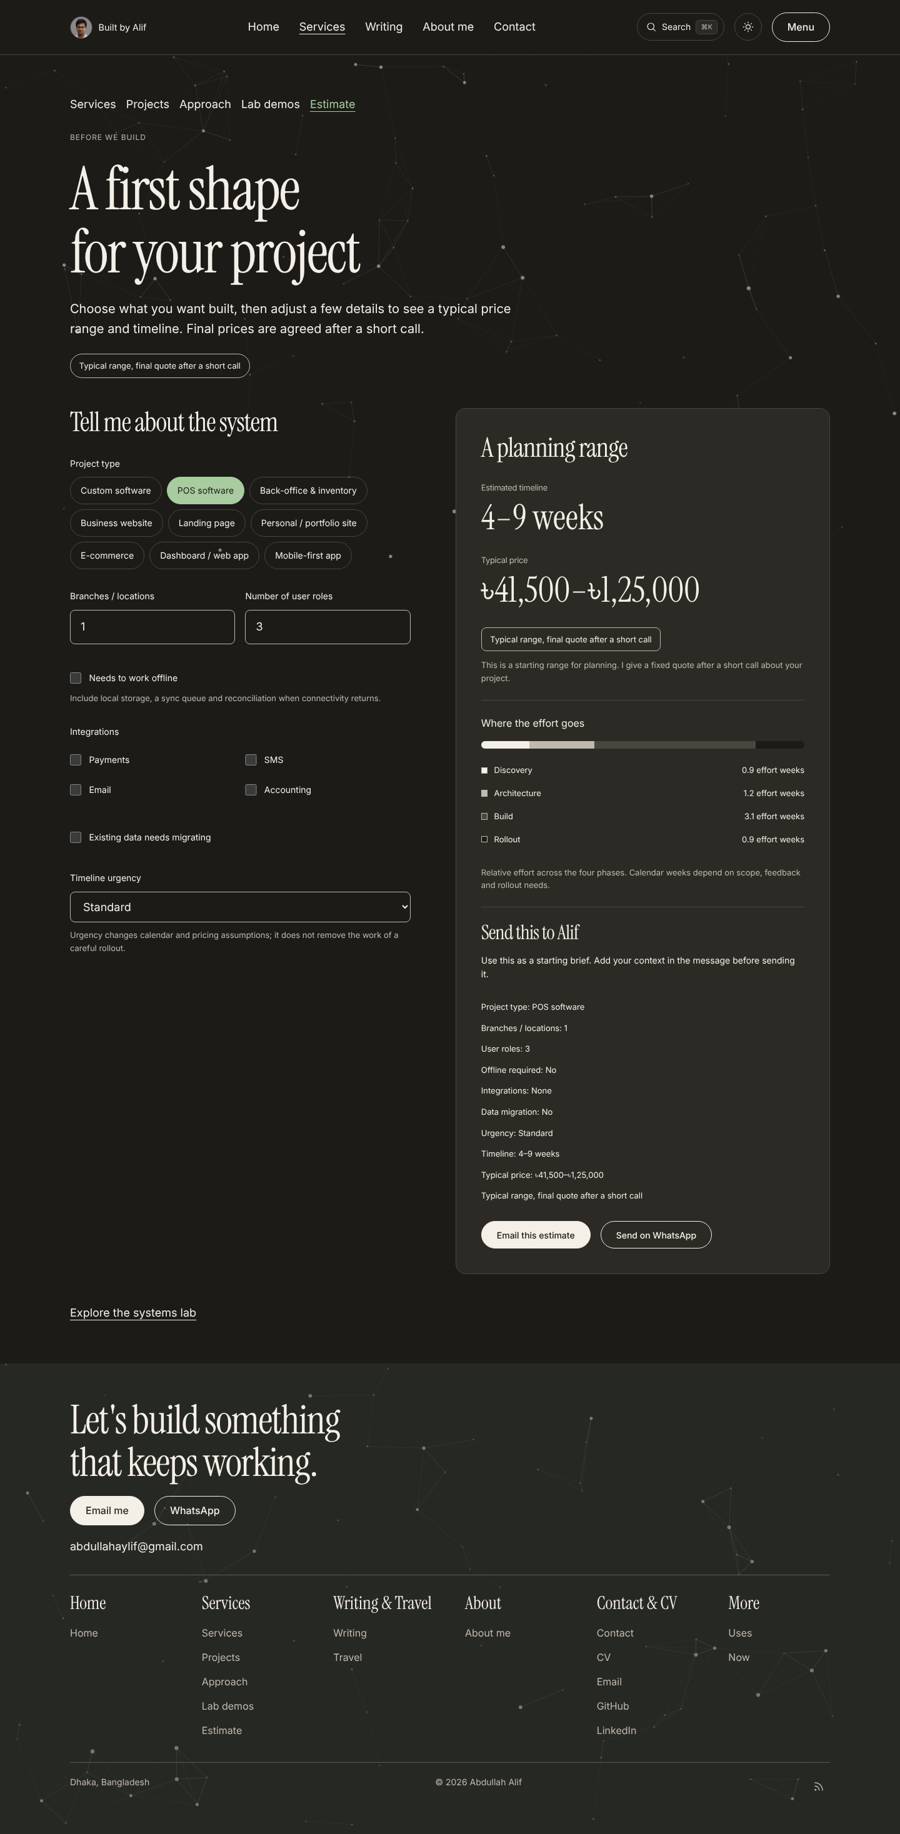 Built by Alif
Home Services Writing About me Contact
Search ⌘K
Menu
Services Projects Approach Lab demos Estimate
BEFORE WE BUILD
A first shape
for your project
Choose what you want built, then adjust a few details to see a typical price
range and timeline. Final prices are agreed after a short call.
Typical range, final quote after a short call
Tell me about the system
Project type
Custom software POS software Back-office & inventory
Business website Landing page Personal / portfolio site
E-commerce Dashboard / web app Mobile-first app
Branches / locations Number of user roles
1 3
Needs to work offline
Include local storage, a sync queue and reconciliation when connectivity returns.
Integrations
Payments SMS
Email Accounting
Existing data needs migrating
Timeline urgency
Standard
Urgency changes calendar and pricing assumptions; it does not remove the work of a
careful rollout.
A planning range
Estimated timeline
4–9 weeks
Typical price
৳41,500–৳1,25,000
Typical range, final quote after a short call
This is a starting range for planning. I give a fixed quote after a short call about your
project.
Where the effort goes
Discovery 0.9 effort weeks
Architecture 1.2 effort weeks
Build 3.1 effort weeks
Rollout 0.9 effort weeks
Relative effort across the four phases. Calendar weeks depend on scope, feedback
and rollout needs.
Send this to Alif
Use this as a starting brief. Add your context in the message before sending
it.
Project type: POS software
Branches / locations: 1
User roles: 3
Offline required: No
Integrations: None
Data migration: No
Urgency: Standard
Timeline: 4–9 weeks
Typical price: ৳41,500–৳1,25,000
Typical range, final quote after a short call
Email this estimate Send on WhatsApp
Explore the systems lab
Let's build something
that keeps working.
Email me WhatsApp
abdullahaylif@gmail.com
Home
Home
Services
Services
Projects
Approach
Lab demos
Estimate
Writing & Travel
Writing
Travel
About
About me
Contact & CV
Contact
CV
Email
GitHub
LinkedIn
More
Uses
Now
Dhaka, Bangladesh
© 2026 Abdullah Alif